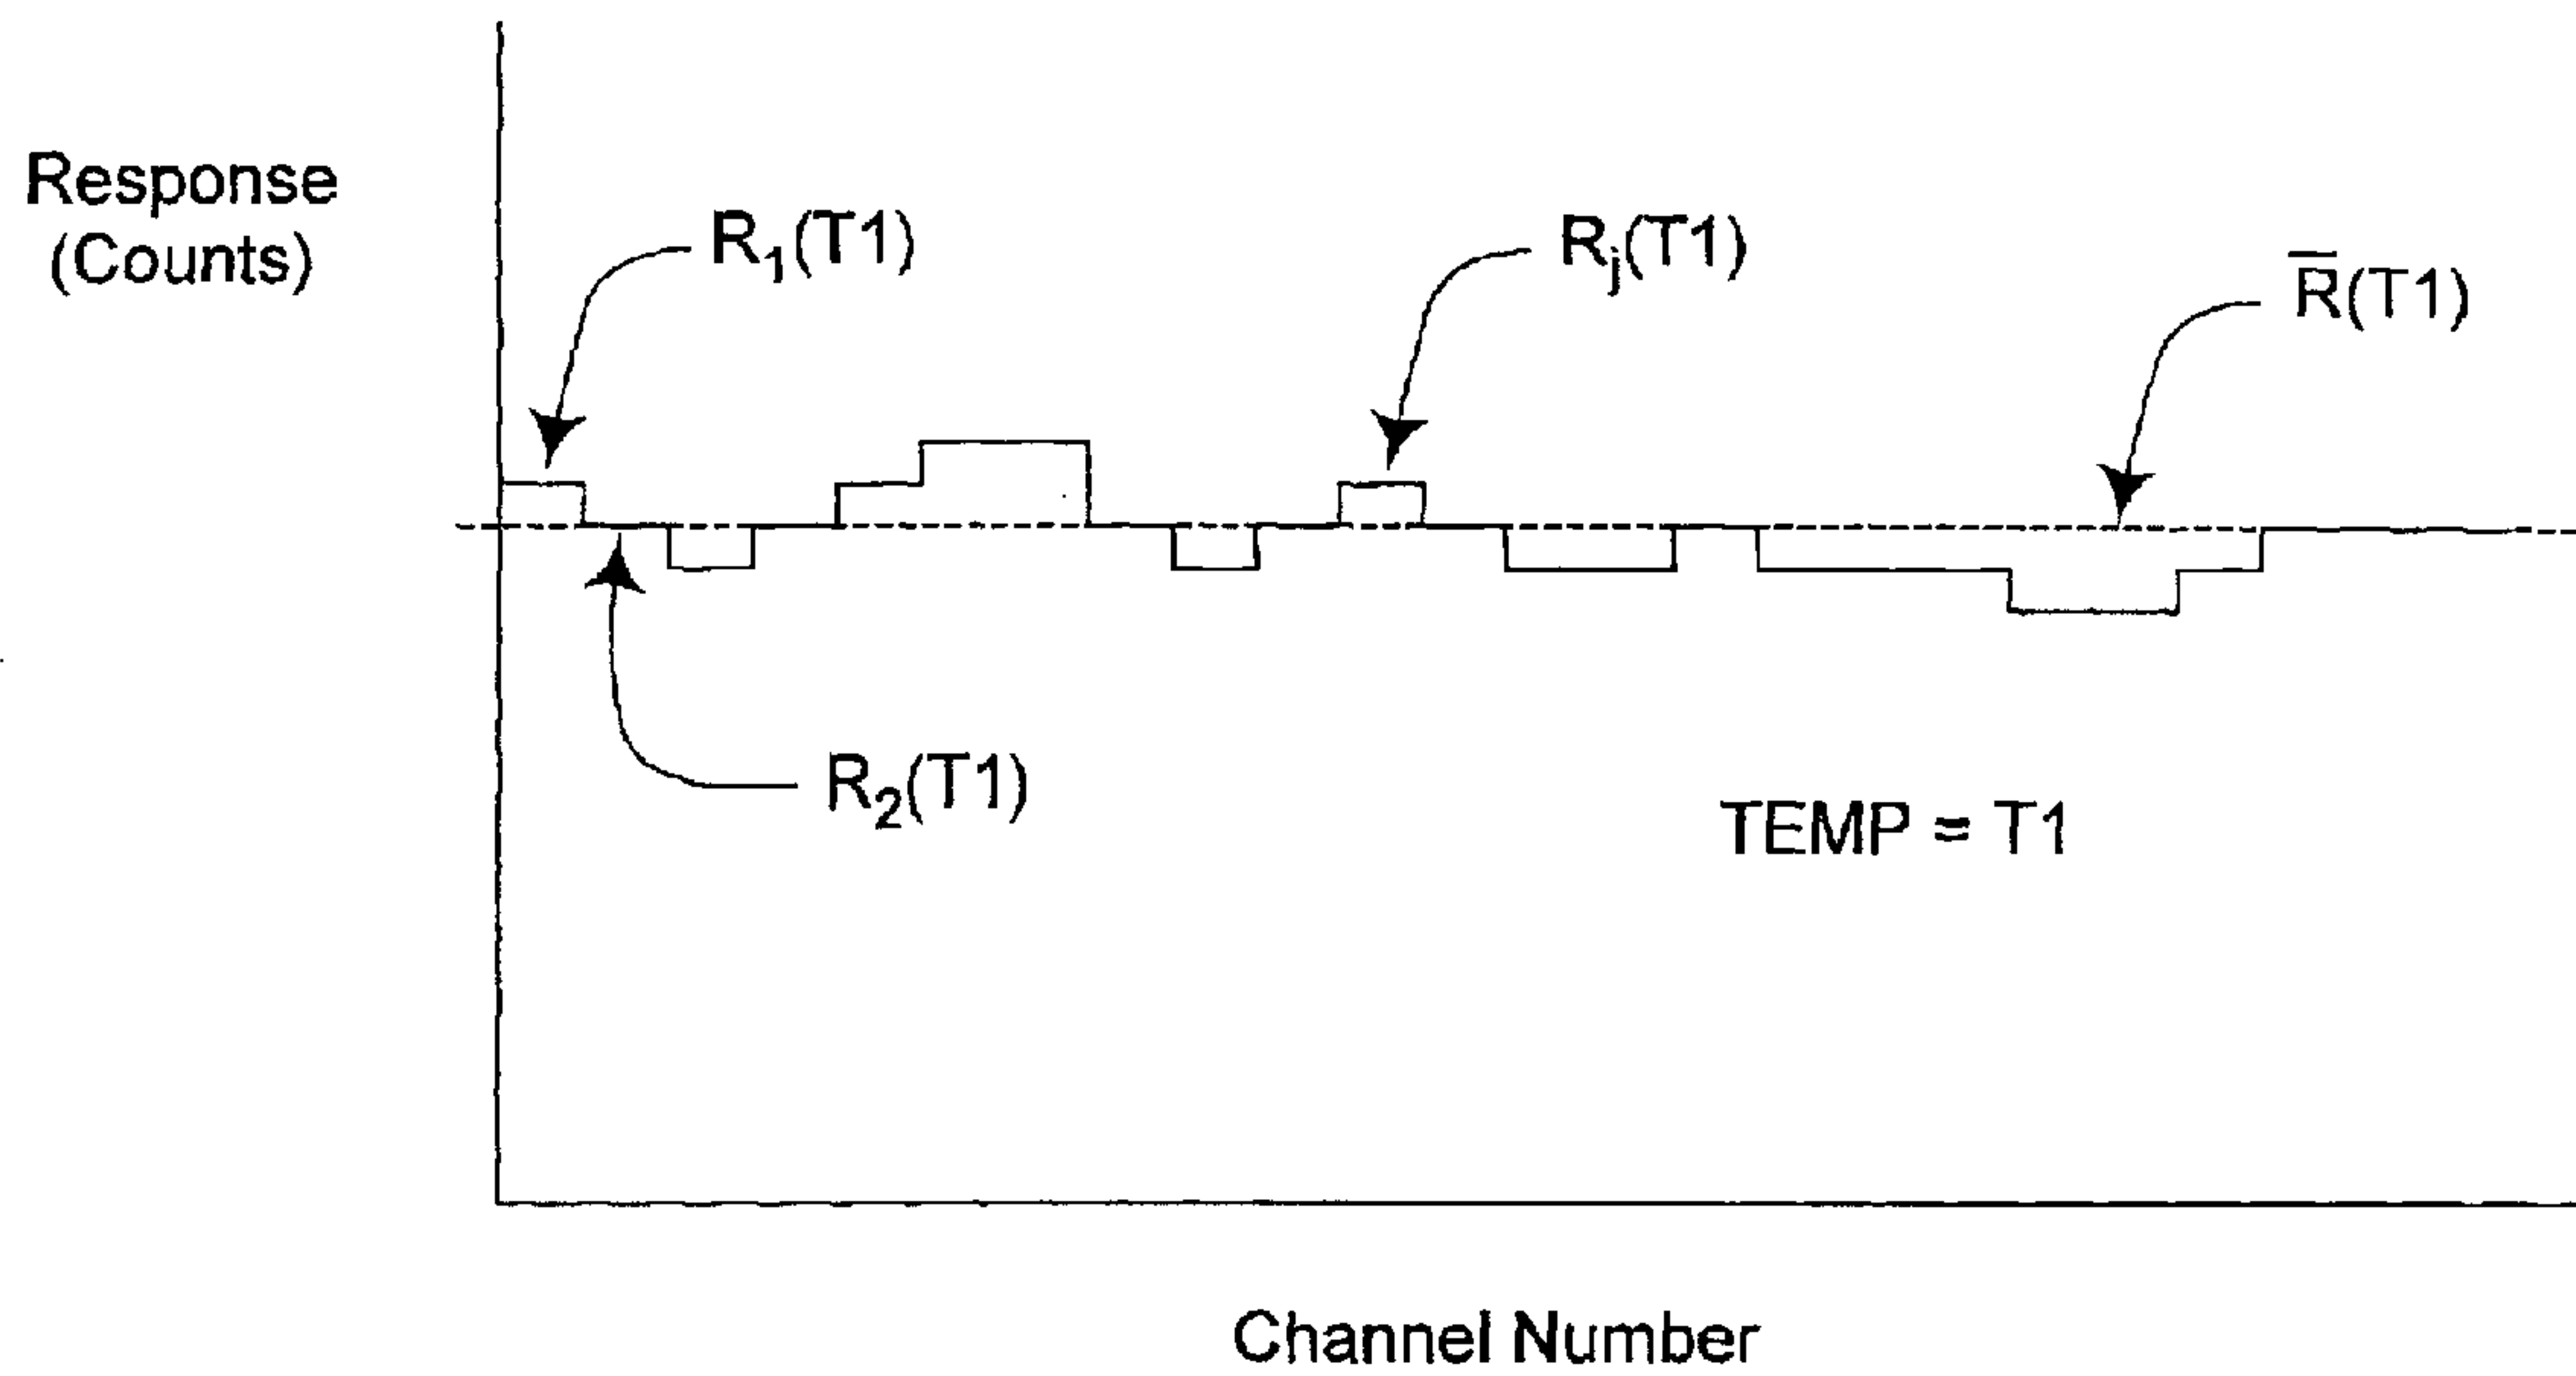 Response
(Counts)
R₁(T1)
Rⱼ(T1)
R̅(T1)
R₂(T1)
TEMP = T1
Channel Number